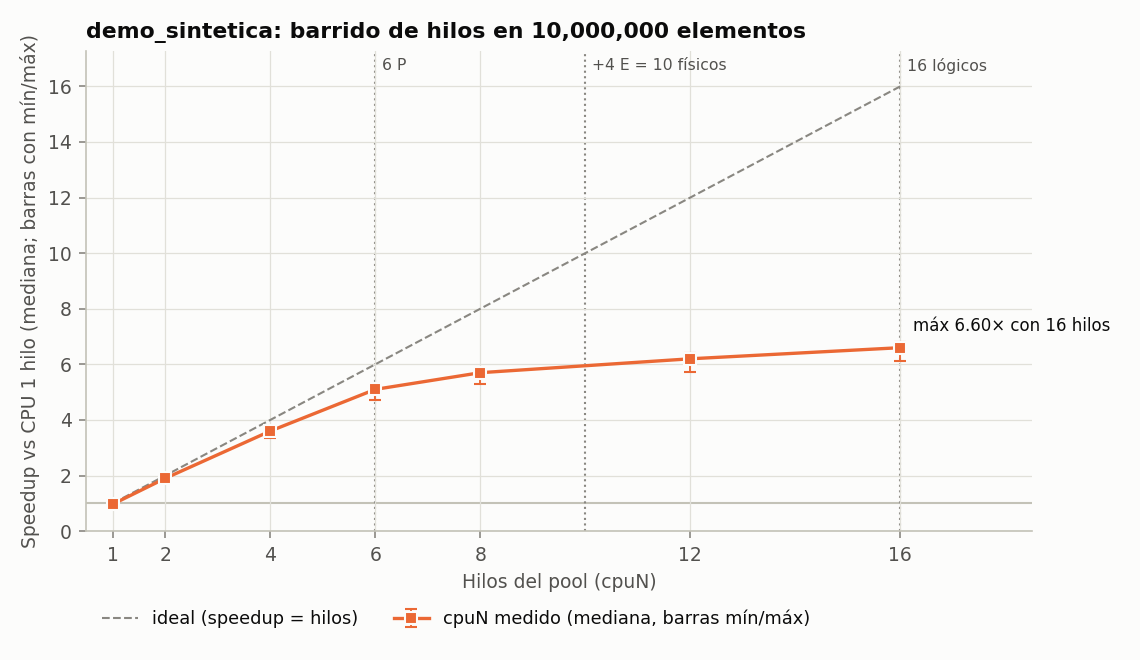 demo_sintetica: barrido de hilos en 10,000,000 elementos
Speedup vs CPU 1 hilo (mediana; barras con mín/máx)
6 P
+4 E = 10 físicos
16 lógicos
16
14
12
10
8
6
4
2
0
máx 6.60× con 16 hilos
1 2 4 6 8 12 16
Hilos del pool (cpuN)
ideal (speedup = hilos) cpuN medido (mediana, barras mín/máx)